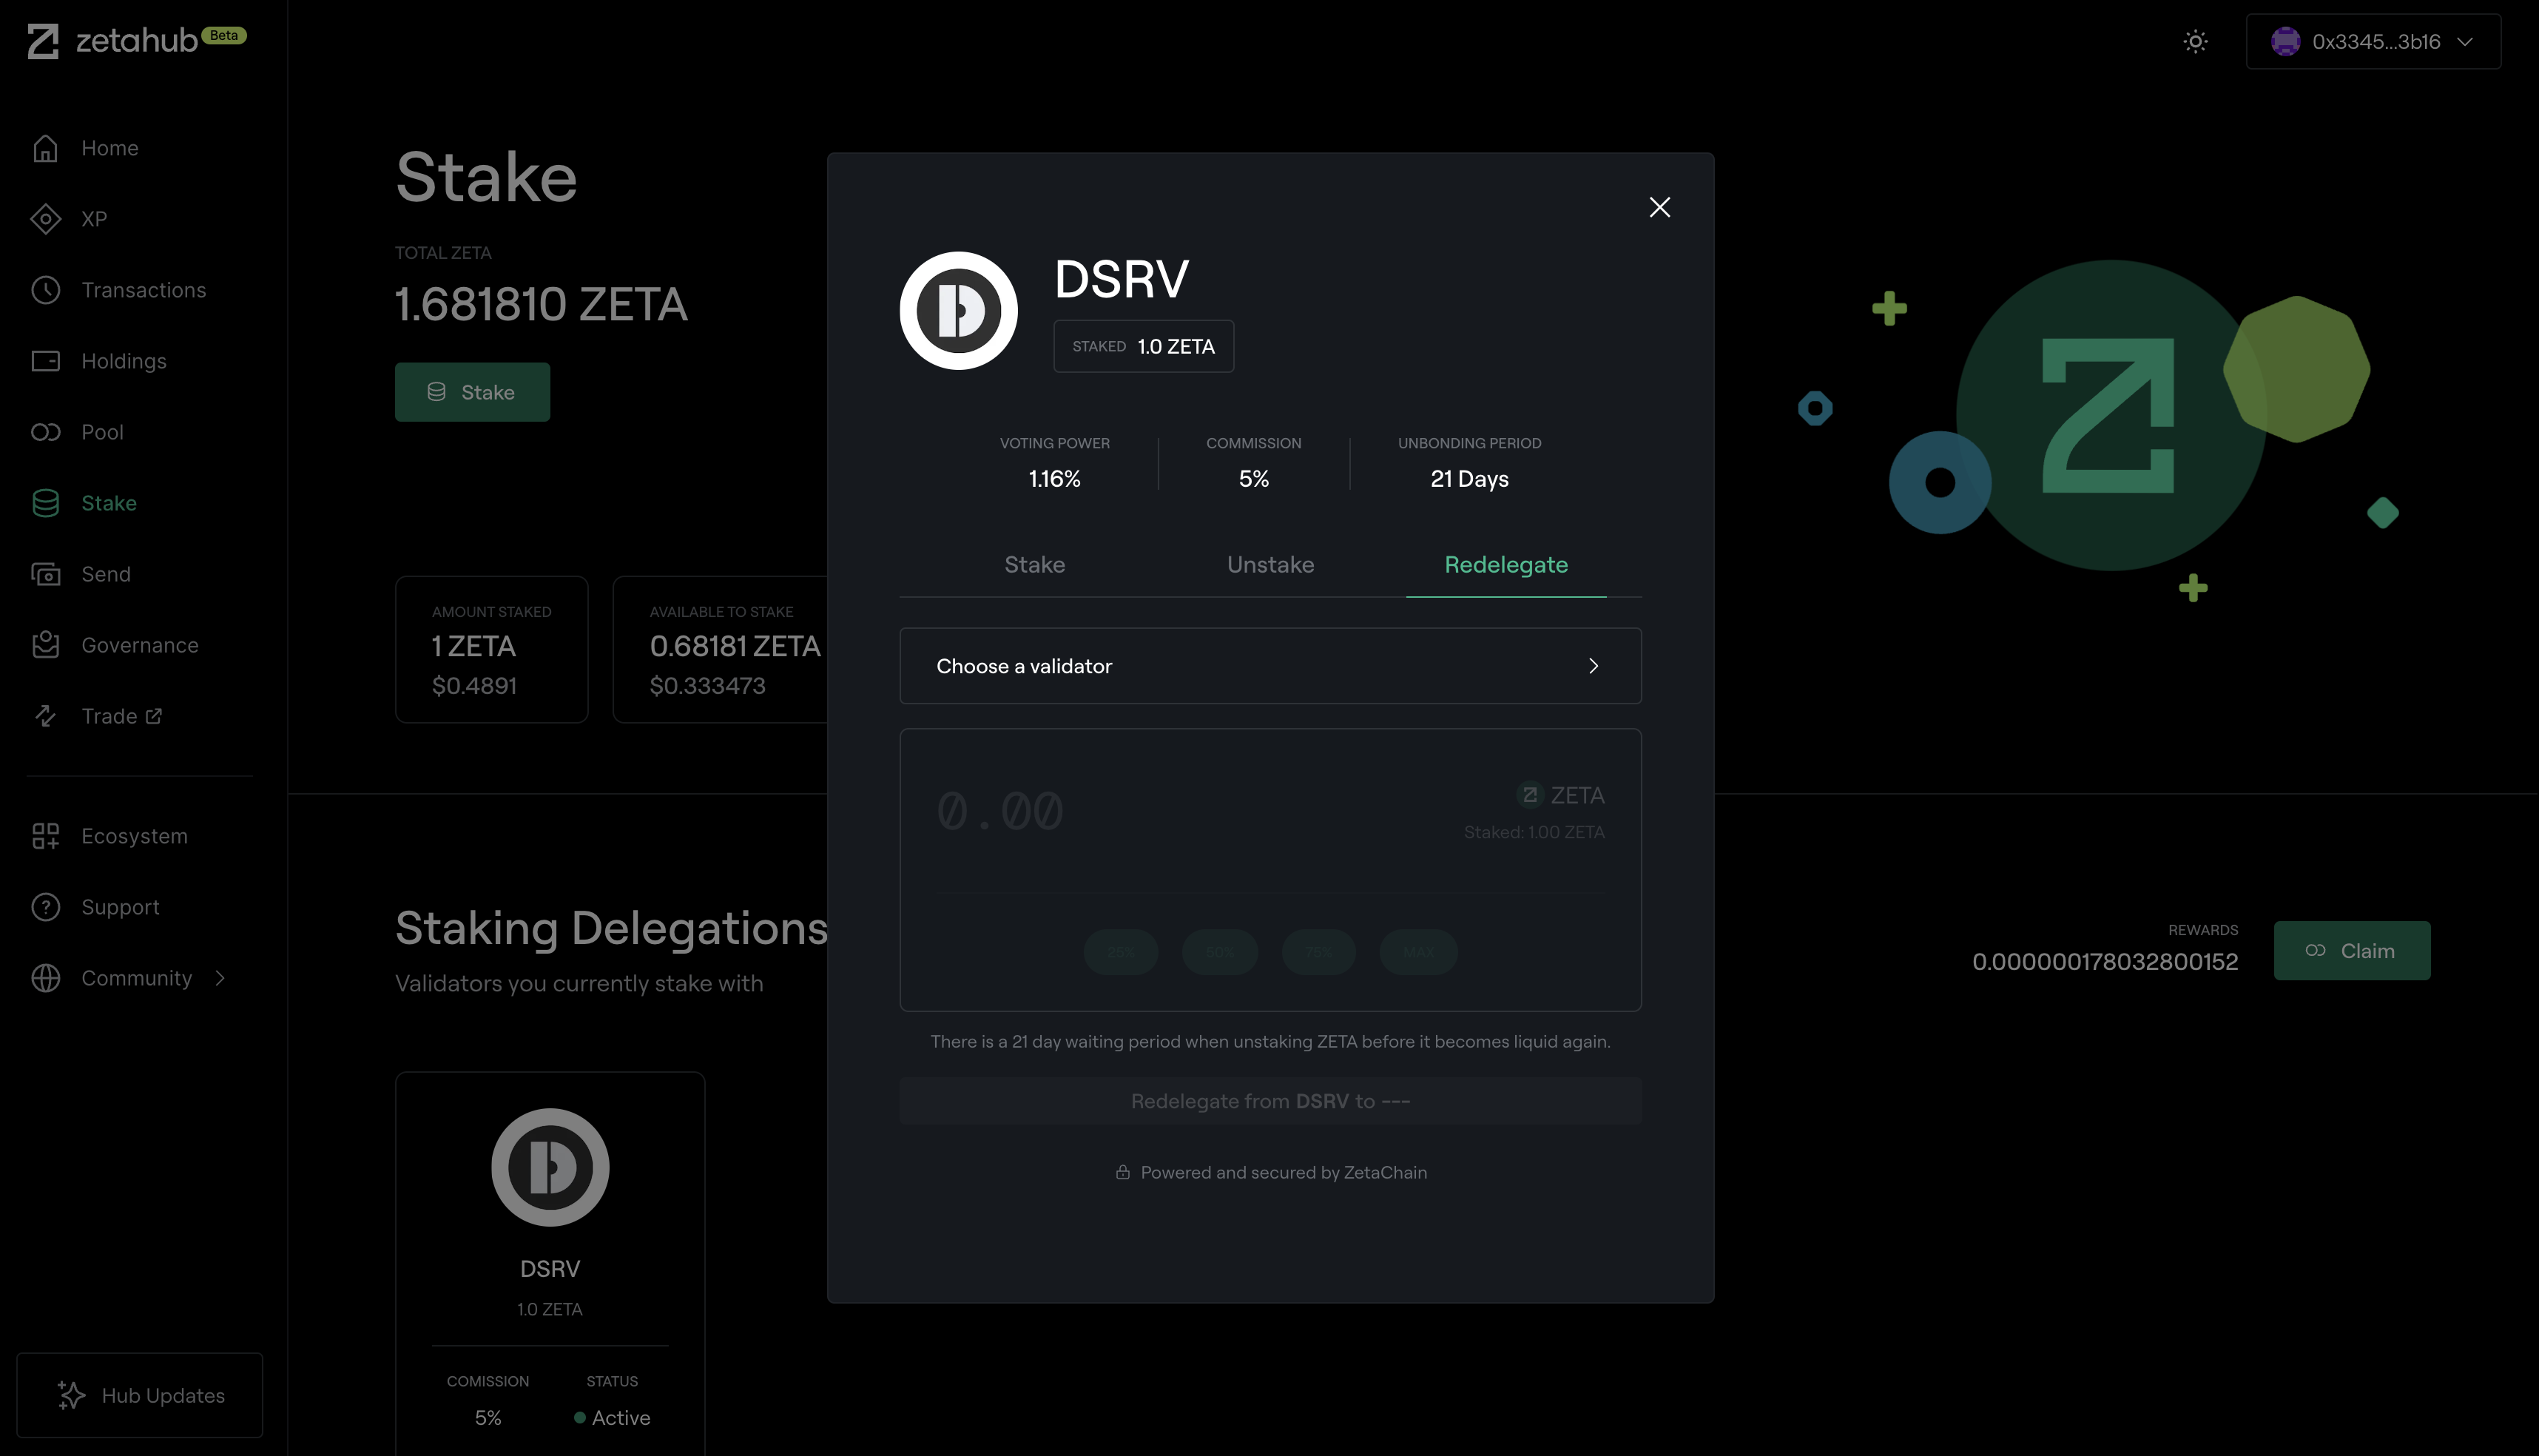 zetahub Beta
0x3345...3b16
Home
XP
Transactions
Holdings
Pool
Stake
Send
Governance
Trade
Ecosystem
Support
Community
Hub Updates
Stake
TOTAL ZETA
1.681810 ZETA
Stake
AMOUNT STAKED
1 ZETA
$0.4891
AVAILABLE TO STAKE
0.68181 ZETA
$0.333473
Staking Delegations
Validators you currently stake with
DSRV
1.0 ZETA
COMISSION
5%
STATUS
Active
REWARDS
0.000000178032800152
Claim
DSRV
STAKED 1.0 ZETA
VOTING POWER
1.16%
COMMISSION
5%
UNBONDING PERIOD
21 Days
Stake
Unstake
Redelegate
Choose a validator
0.00
ZETA
Staked: 1.00 ZETA
25%
50%
75%
MAX
There is a 21 day waiting period when unstaking ZETA before it becomes liquid again.
Redelegate from DSRV to ---
Powered and secured by ZetaChain